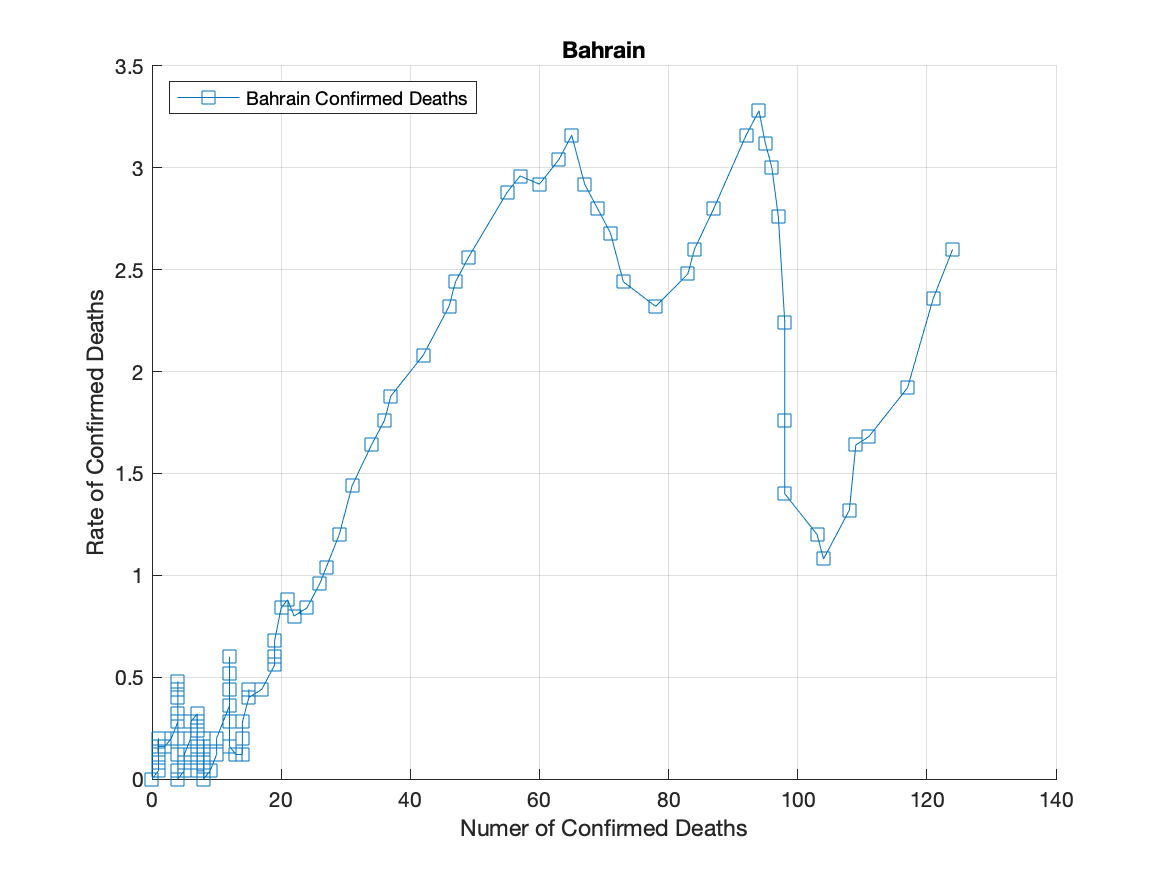 Bahrain
Bahrain Confirmed Deaths
Rate of Confirmed Deaths
3.5
3
2.5
2
1.5
1
0.5
0
0 20 40 60 80 100 120 140
Numer of Confirmed Deaths